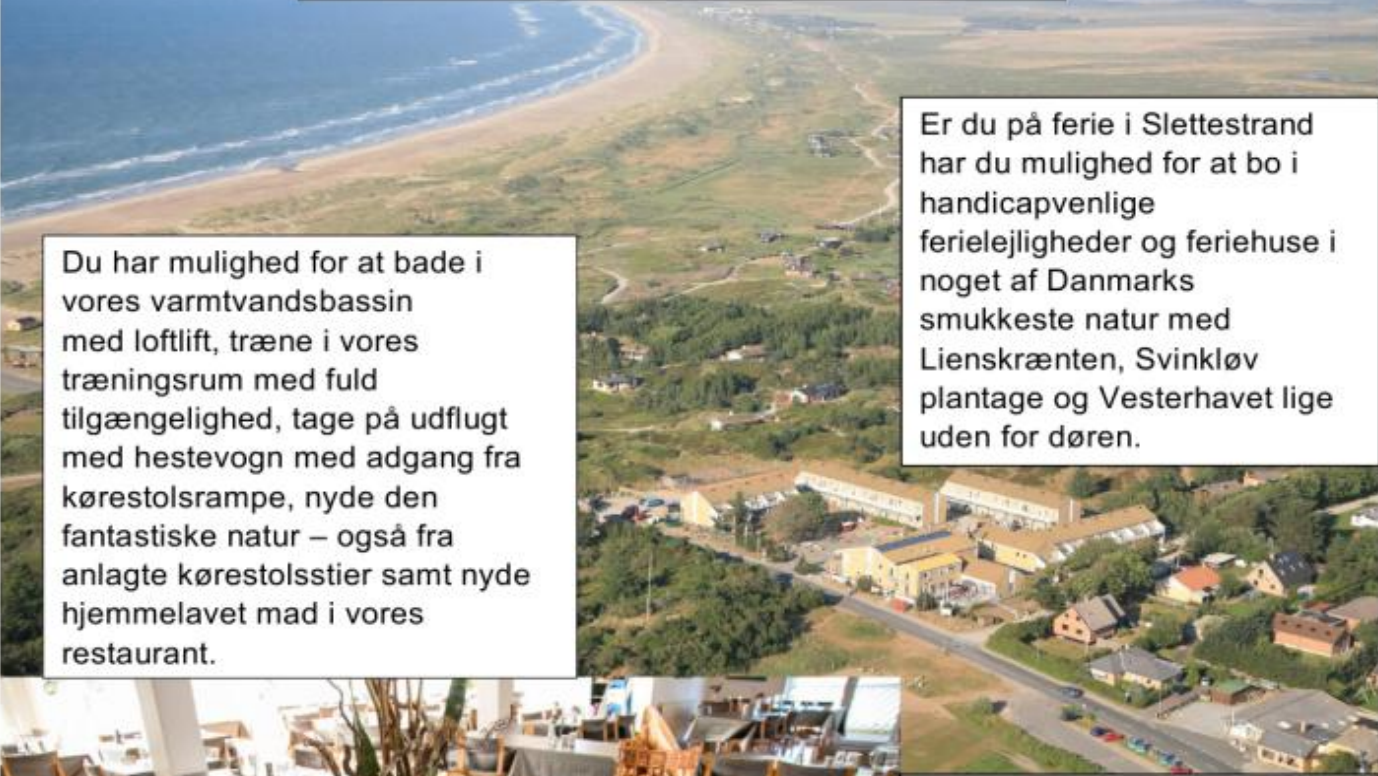 Du har mulighed for at bade i
vores varmtvandsbassin
med loftlift, træne i vores
træningsrum med fuld
tilgængelighed, tage på udflugt
med hestevogn med adgang fra
kørestolsrampe, nyde den
fantastiske natur – også fra
anlagte kørestolsstier samt nyde
hjemmelavet mad i vores
restaurant.
Er du på ferie i Slettestrand
har du mulighed for at bo i
handicapvenlige
ferielejligheder og feriehuse i
noget af Danmarks
smukkeste natur med
Lienskrænten, Svinkløv
plantage og Vesterhavet lige
uden for døren.